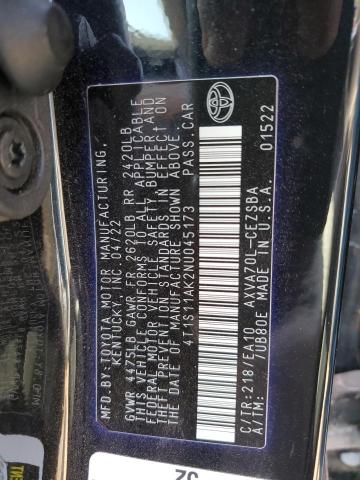 MFD. BY: TOYOTA MOTOR MANUFACTURING,
KENTUCKY, INC. 04/22
GVWR 4475LB GAWR FR 2620LB RR 2420LB
THIS VEHICLE CONFORMS TO ALL APPLICABLE
FEDERAL MOTOR VEHICLE SAFETY, BUMPER, AND
THEFT PREVENTION STANDARDS IN EFFECT ON
THE DATE OF MANUFACTURE SHOWN ABOVE.
4T1S11AK2NU045173 PASS. CAR
01522
C/TR: 218/EA10 AXVA70L-CEZSBA
A/TM: /UB80E MADE IN U.S.A.